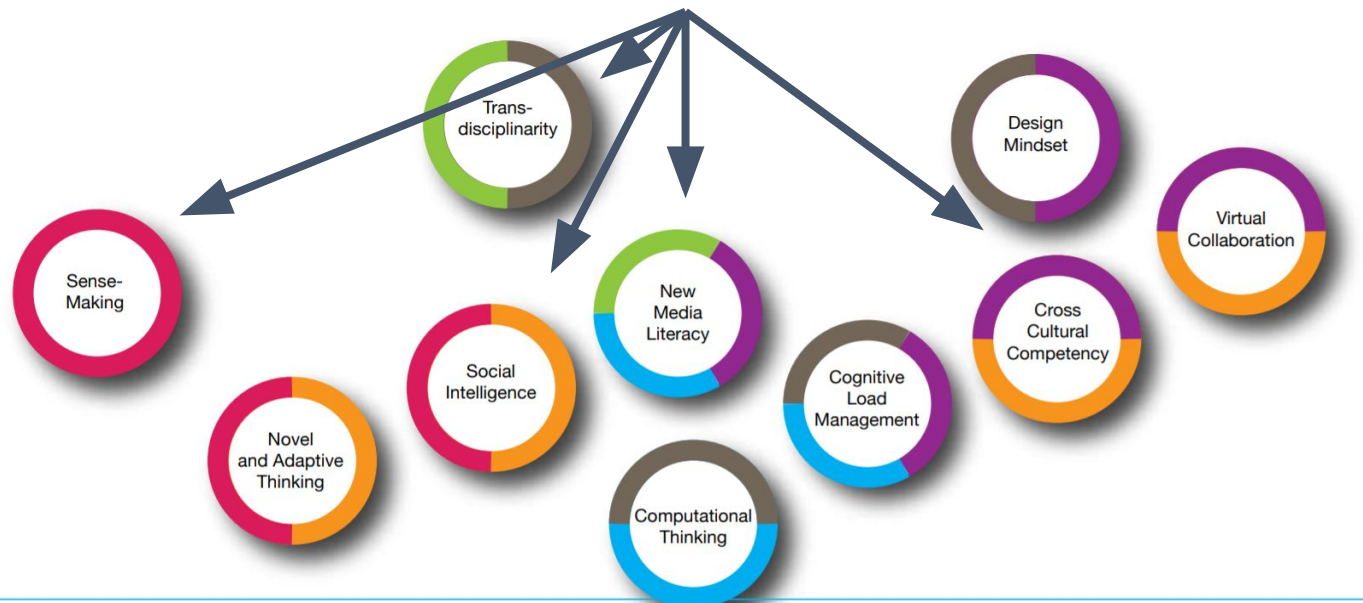 Trans-
disciplinarity
Design
Mindset
Virtual
Collaboration
Sense-
Making
New
Media
Literacy
Cross
Cultural
Competency
Social
Intelligence
Cognitive
Load
Management
Novel
and Adaptive
Thinking
Computational
Thinking